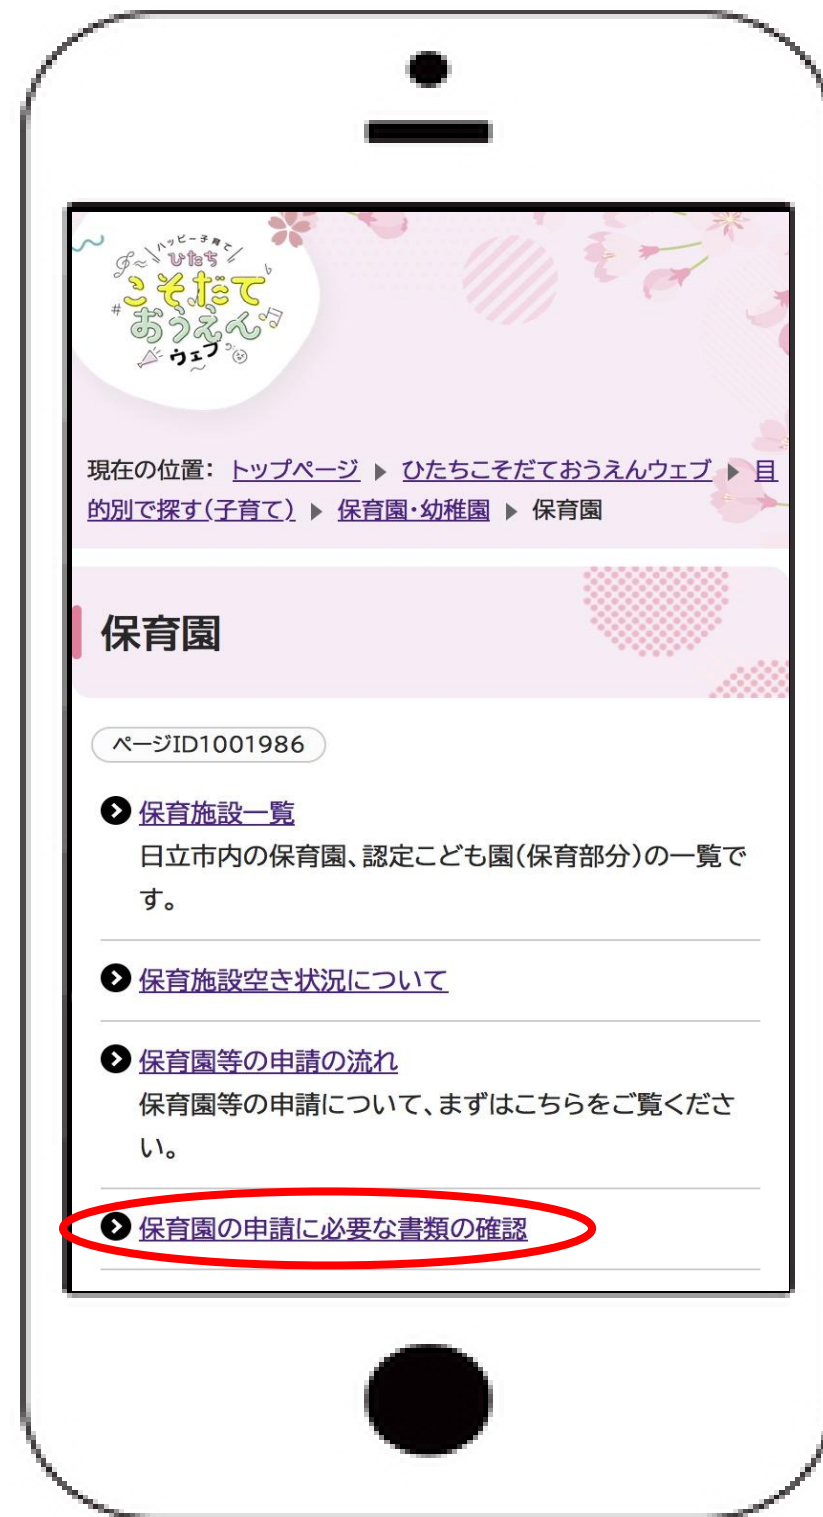 ハッピー子育て
ひたち
こそだて
おうえん
ウェブ
現在の位置: トップページ ▶ ひたちこそだておうえんウェブ ▶ 目
的別で探す(子育て) ▶ 保育園・幼稚園 ▶ 保育園
保育園
ページID1001986
保育施設一覧
日立市内の保育園、認定こども園(保育部分)の一覧で
す。
保育施設空き状況について
保育園等の申請の流れ
保育園等の申請について、まずはこちらをご覧くださ
い。
保育園の申請に必要な書類の確認